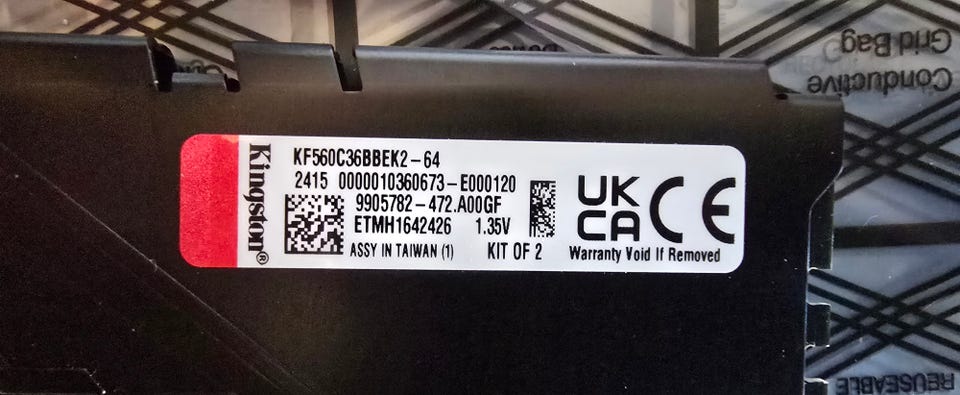 Kingston®
KF560C36BBEK2-64
2415 0000010360673-E000120
9905782-472.A00GF
ETMH1642426 1.35V
ASSY IN TAIWAN (1) KIT OF 2
UK
CA
CE
Warranty Void If Removed
Conductive
Grid Bag
REUSEABLE